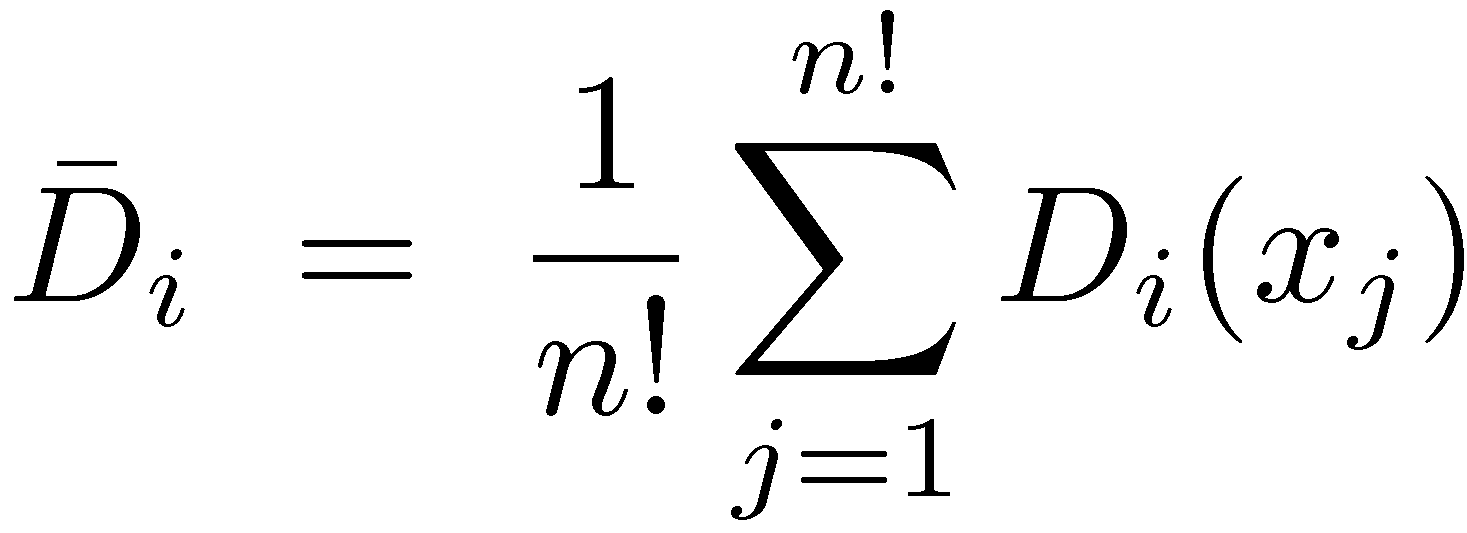 D̄ᵢ = 1/n! ∑_{j=1}^{n!} Dᵢ(xⱼ)